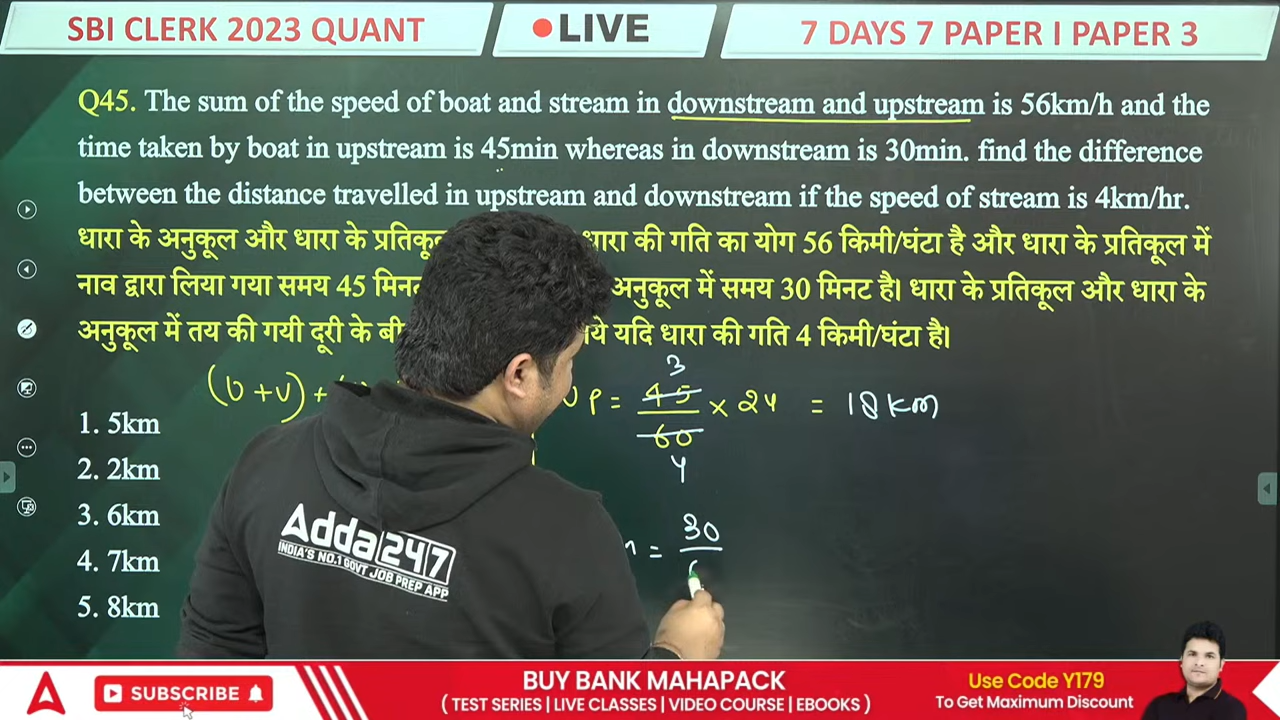 SBI CLERK 2023 QUANT
LIVE
7 DAYS 7 PAPER I PAPER 3
Q45. The sum of the speed of boat and stream in downstream and upstream is 56km/h and the
time taken by boat in upstream is 45min whereas in downstream is 30min. find the difference
between the distance travelled in upstream and downstream if the speed of stream is 4km/hr.
धारा के अनुकूल और धारा के
धारा की गति का योग 56 किमी/घंटा है और धारा के प्रतिकूल में
नाव द्वारा लिया गया समय 45
अनुकूल में समय 30 मिनट है। धारा के प्रतिकूल और धारा के
अनुकूल में तय की गयी दूरी के
यदि धारा की गति 4 किमी/घंटा है।
(U+V)+
UP = 45/60 × 24 = 18 km
3
4
1. 5km
2. 2km
3. 6km
4. 7km
5. 8km
= 30
Adda247
INDIA'S NO.1 GOVT JOB PREP APP
SUBSCRIBE
BUY BANK MAHAPACK
( TEST SERIES | LIVE CLASSES | VIDEO COURSE | EBOOKS )
Use Code Y179
To Get Maximum Discount